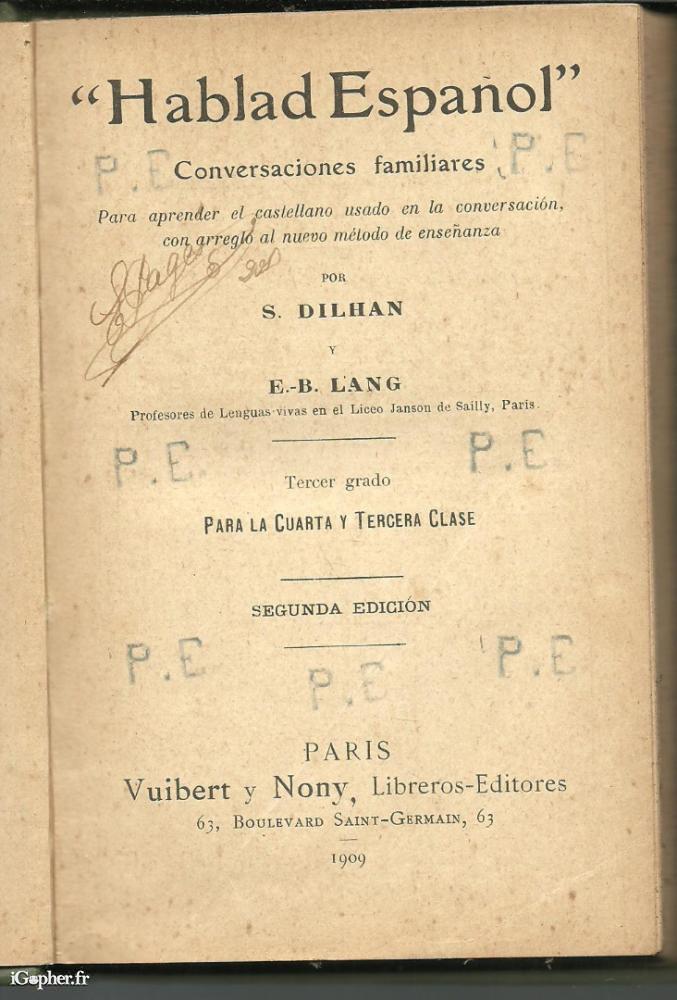 "Hablad Español"
Conversaciones familiares
Para aprender el castellano usado en la conversación,
con arreglo al nuevo método de enseñanza
POR
S. DILHAN
Y
E.-B. LANG
Profesores de Lenguas vivas en el Liceo Janson de Sailly, Paris.
Tercer grado
PARA LA CUARTA Y TERCERA CLASE
SEGUNDA EDICIÓN
PARIS
Vuibert y Nony, Libreros-Editores
63, BOULEVARD SAINT-GERMAIN, 63
1909
P.E P.E
P.E P.E
P.E P.E P.E
iGopher.fr